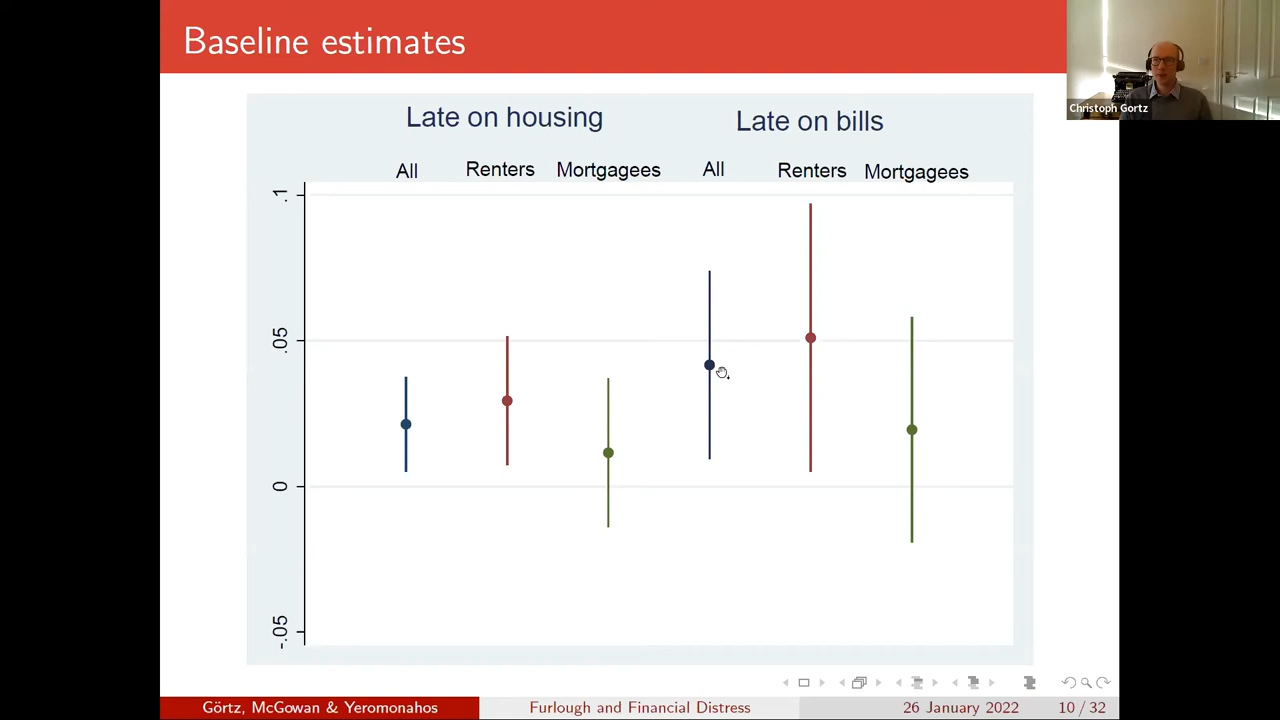 Baseline estimates
Christoph Gortz
Late on housing
Late on bills
All
Renters
Mortgagees
All
Renters
Mortgagees
.1
.05
0
-.05
Görtz, McGowan & Yeromonahos
Furlough and Financial Distress
26 January 2022
10 / 32